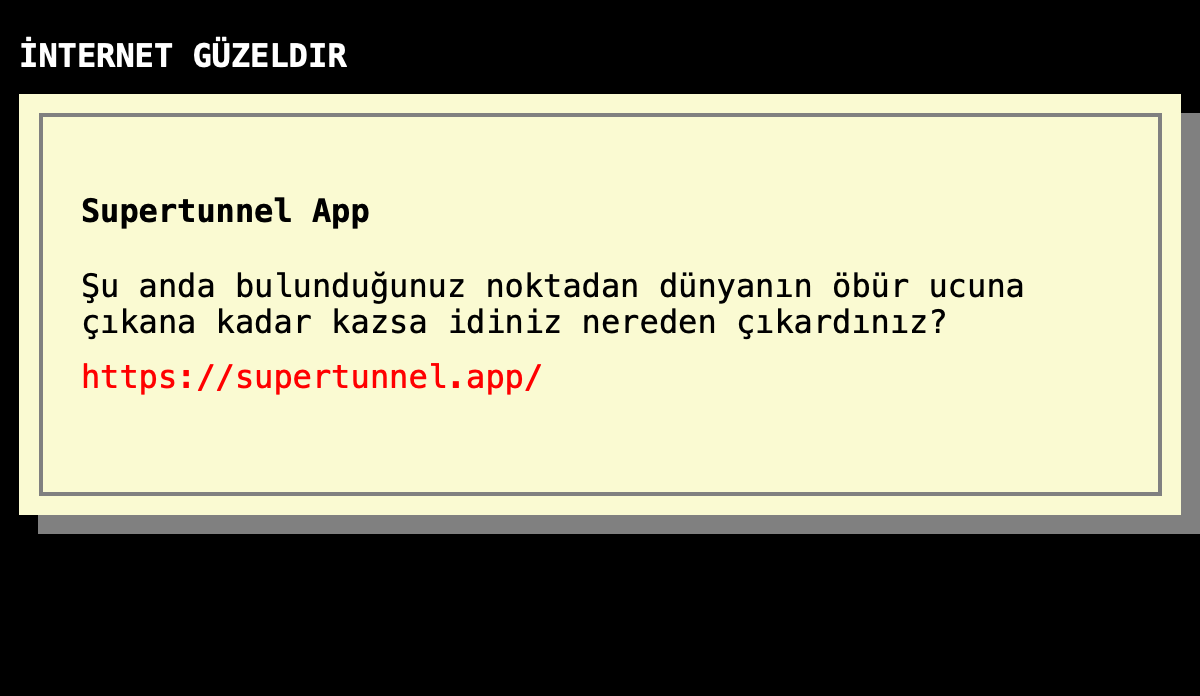 İNTERNET GÜZELDIR
Supertunnel App
Şu anda bulunduğunuz noktadan dünyanın öbür ucuna
çıkana kadar kazsa idiniz nereden çıkardınız?
https://supertunnel.app/